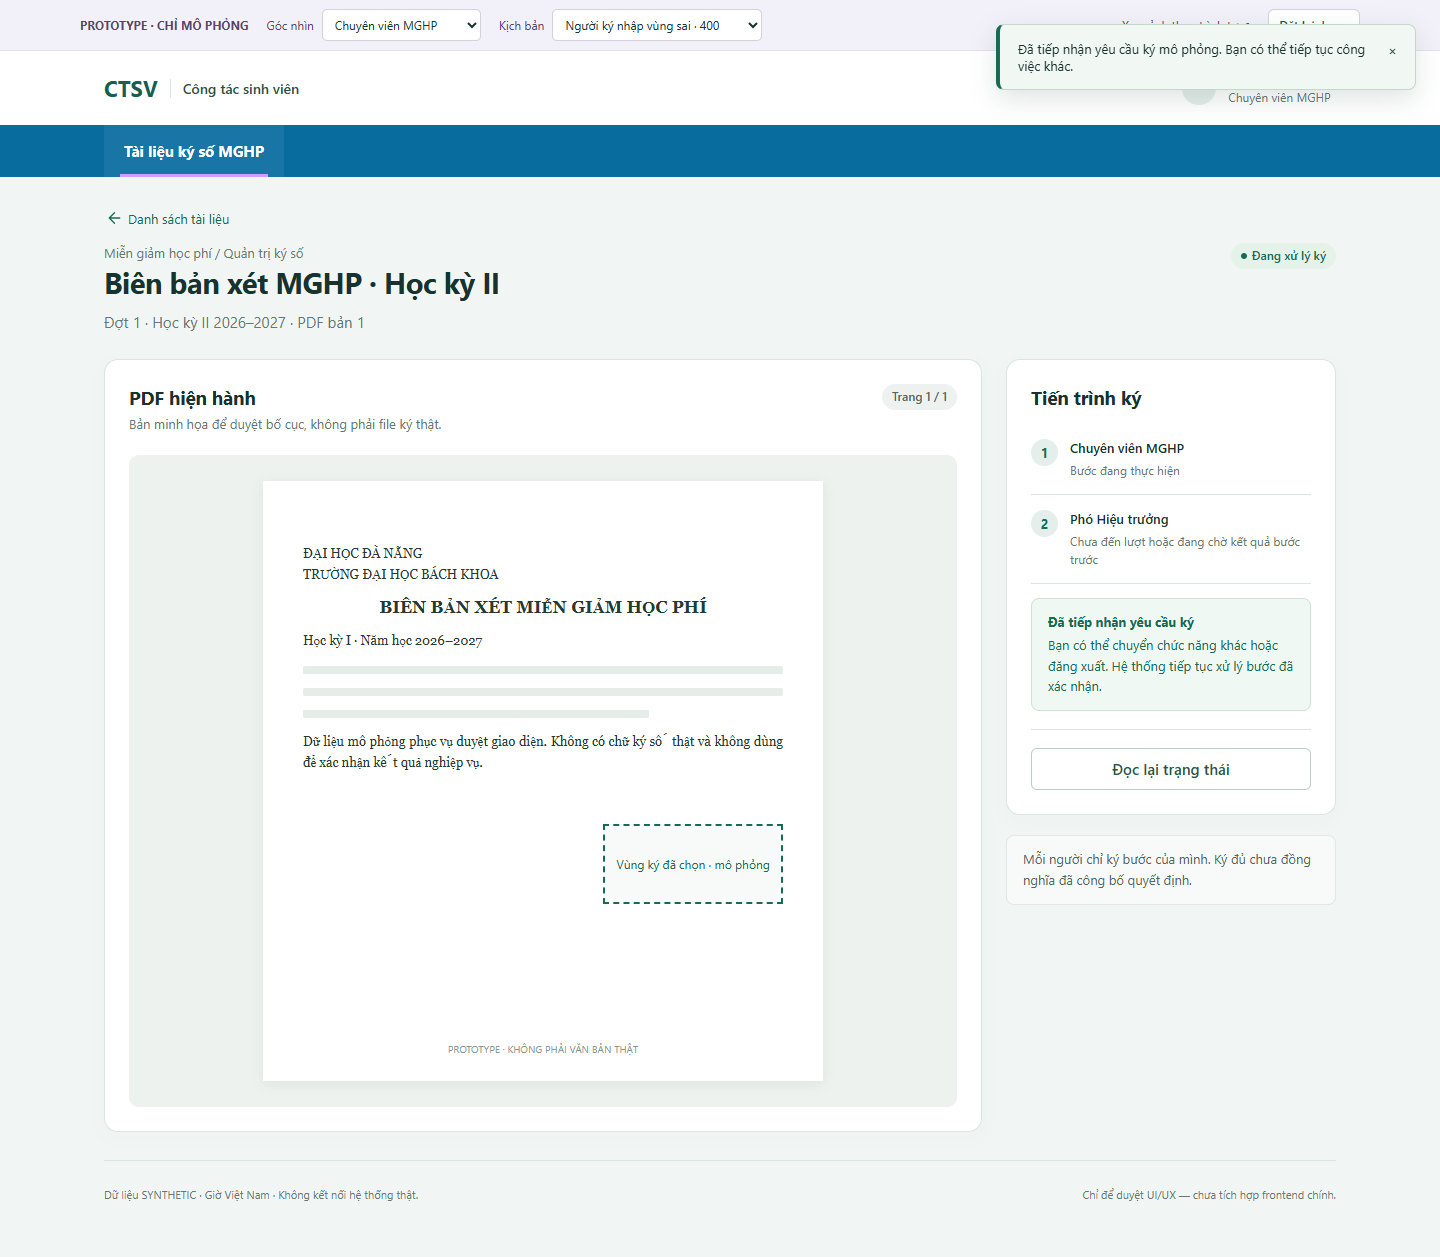 PROTOTYPE · CHỈ MÔ PHỎNG
Góc nhìn
Chuyên viên MGHP
Kịch bản
Người ký nhập vùng sai · 400
Đã tiếp nhận yêu cầu ký mô phỏng. Bạn có thể tiếp tục công
việc khác.
×
CTSV
Công tác sinh viên
Chuyên viên MGHP
Tài liệu ký số MGHP
Danh sách tài liệu
Miễn giảm học phí / Quản trị ký số
Biên bản xét MGHP · Học kỳ II
Đang xử lý ký
Đợt 1 · Học kỳ II 2026–2027 · PDF bản 1
PDF hiện hành
Trang 1 / 1
Bản minh họa để duyệt bố cục, không phải file ký thật.
ĐẠI HỌC ĐÀ NẴNG
TRƯỜNG ĐẠI HỌC BÁCH KHOA
BIÊN BẢN XÉT MIỄN GIẢM HỌC PHÍ
Học kỳ I · Năm học 2026–2027
Dữ liệu mô phỏng phục vụ duyệt giao diện. Không có chữ ký số thật và không dùng
để xác nhận kết quả nghiệp vụ.
Vùng ký đã chọn · mô phỏng
PROTOTYPE · KHÔNG PHẢI VĂN BẢN THẬT
Tiến trình ký
1
Chuyên viên MGHP
Bước đang thực hiện
2
Phó Hiệu trưởng
Chưa đến lượt hoặc đang chờ kết quả bước
trước
Đã tiếp nhận yêu cầu ký
Bạn có thể chuyển chức năng khác hoặc
đăng xuất. Hệ thống tiếp tục xử lý bước đã
xác nhận.
Đọc lại trạng thái
Mỗi người chỉ ký bước của mình. Ký đủ chưa đồng
nghĩa đã công bố quyết định.
Dữ liệu SYNTHETIC · Giờ Việt Nam · Không kết nối hệ thống thật.
Chỉ để duyệt UI/UX — chưa tích hợp frontend chính.